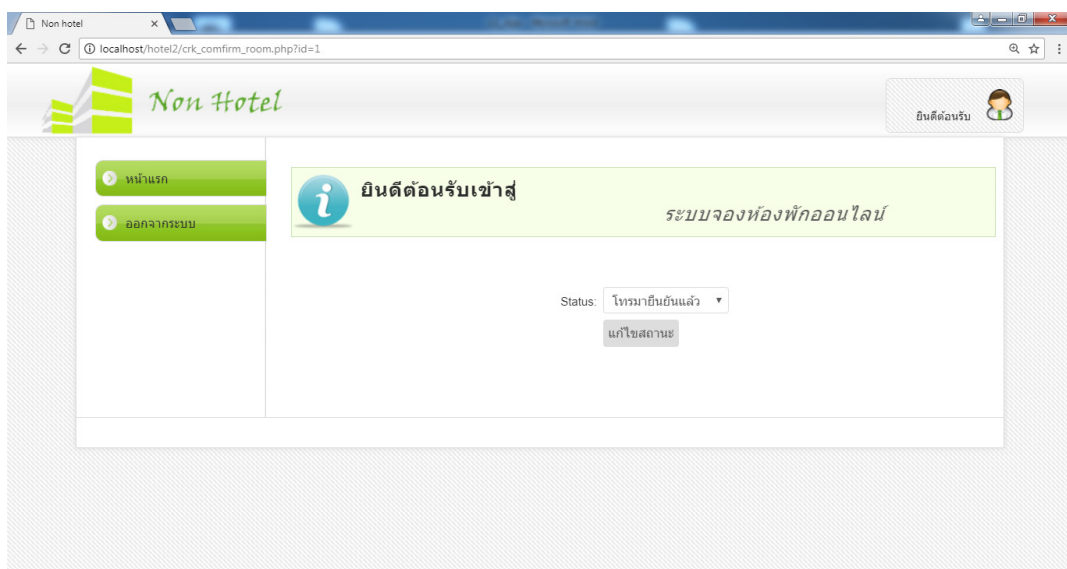 Non hotel
localhost/hotel2/crk_comfirm_room.php?id=1
Non Hotel
ยินดีต้อนรับ
หน้าแรก
ออกจากระบบ
ยินดีต้อนรับเข้าสู่
ระบบจองห้องพักออนไลน์
Status: โทรมายืนยันแล้ว
แก้ไขสถานะ